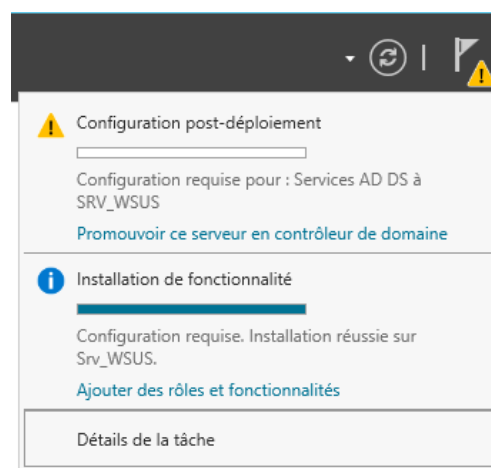 Configuration post-déploiement
Configuration requise pour : Services AD DS à
SRV_WSUS
Promouvoir ce serveur en contrôleur de domaine
Installation de fonctionnalité
Configuration requise. Installation réussie sur
Srv_WSUS.
Ajouter des rôles et fonctionnalités
Détails de la tâche